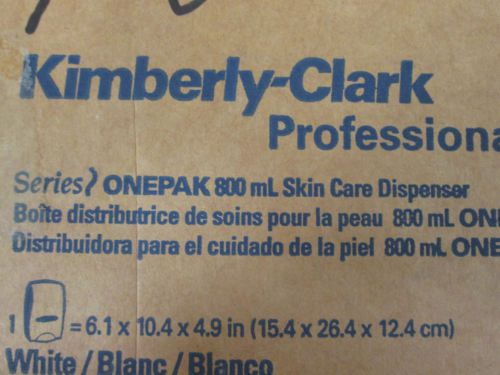 Kimberly-Clark
Professiona
Series) ONEPAK 800 mL Skin Care Dispenser
Boîte distributrice de soins pour la peau 800 mL ONE
Distribuidora para el cuidado de la piel 800 mL ONE
1 = 6.1 x 10.4 x 4.9 in (15.4 x 26.4 x 12.4 cm)
White / Blanc / Blanco